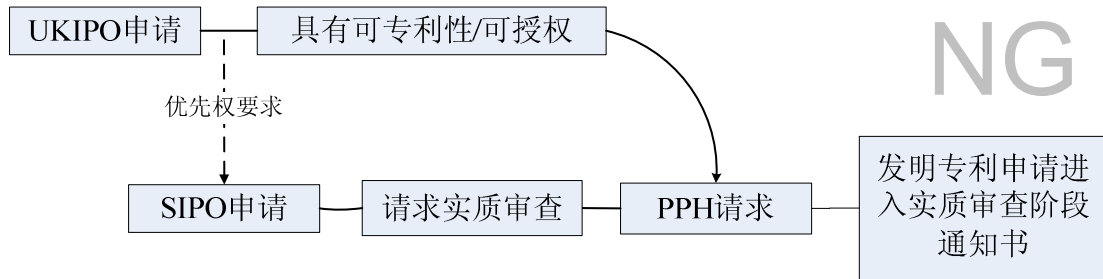 UKIPO申请
具有可专利性/可授权
NG
优先权要求
SIPO申请
请求实质审查
PPH请求
发明专利申请进
入实质审查阶段
通知书